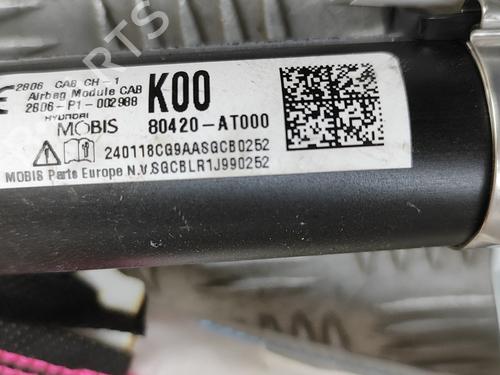 2806 CAB CH-1
Airbag Module CAB
2806-P1-002988
K00
HYUNDAI
MOBIS 80420-AT000
240118CG9AASGCB0252
MOBIS Parts Europe N.V. SGCBLR1J990252